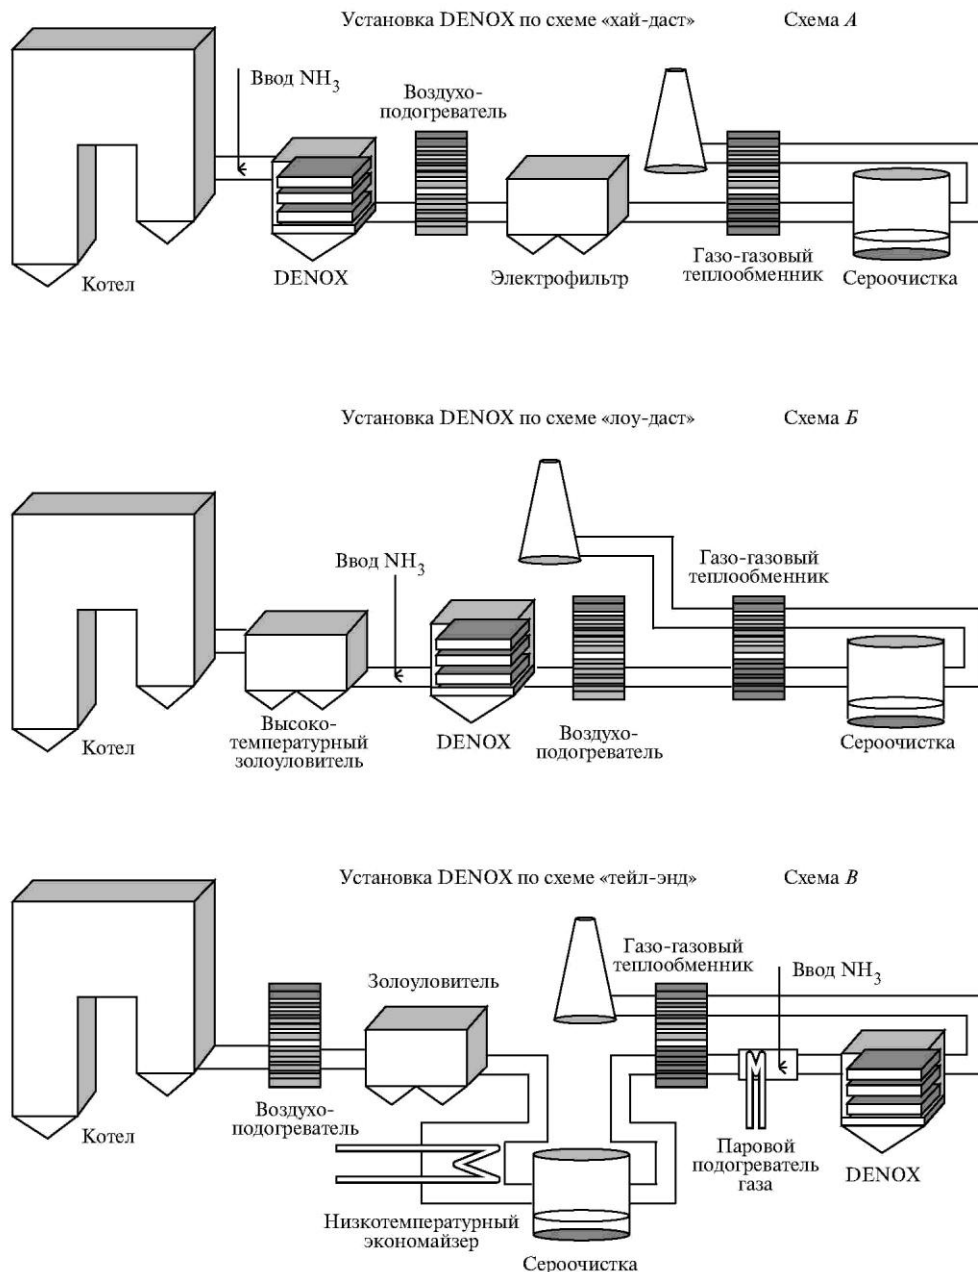 Установка DENOX по схеме «хай-даст»
Схема А
Ввод NH3
Воздухо-
подогреватель
Котел
DENOX
Электрофильтр
Газо-газовый
теплообменник
Сероочистка
Установка DENOX по схеме «лоу-даст»
Схема Б
Ввод NH3
Газо-газовый
теплообменник
Котел
Высоко-
температурный
золоуловитель
DENOX
Воздухо-
подогреватель
Сероочистка
Установка DENOX по схеме «тейл-энд»
Схема В
Золоуловитель
Газо-газовый
теплообменник
Ввод NH3
Котел
Воздухо-
подогреватель
Паровой
подогреватель
газа
DENOX
Низкотемпературный
экономайзер
Сероочистка